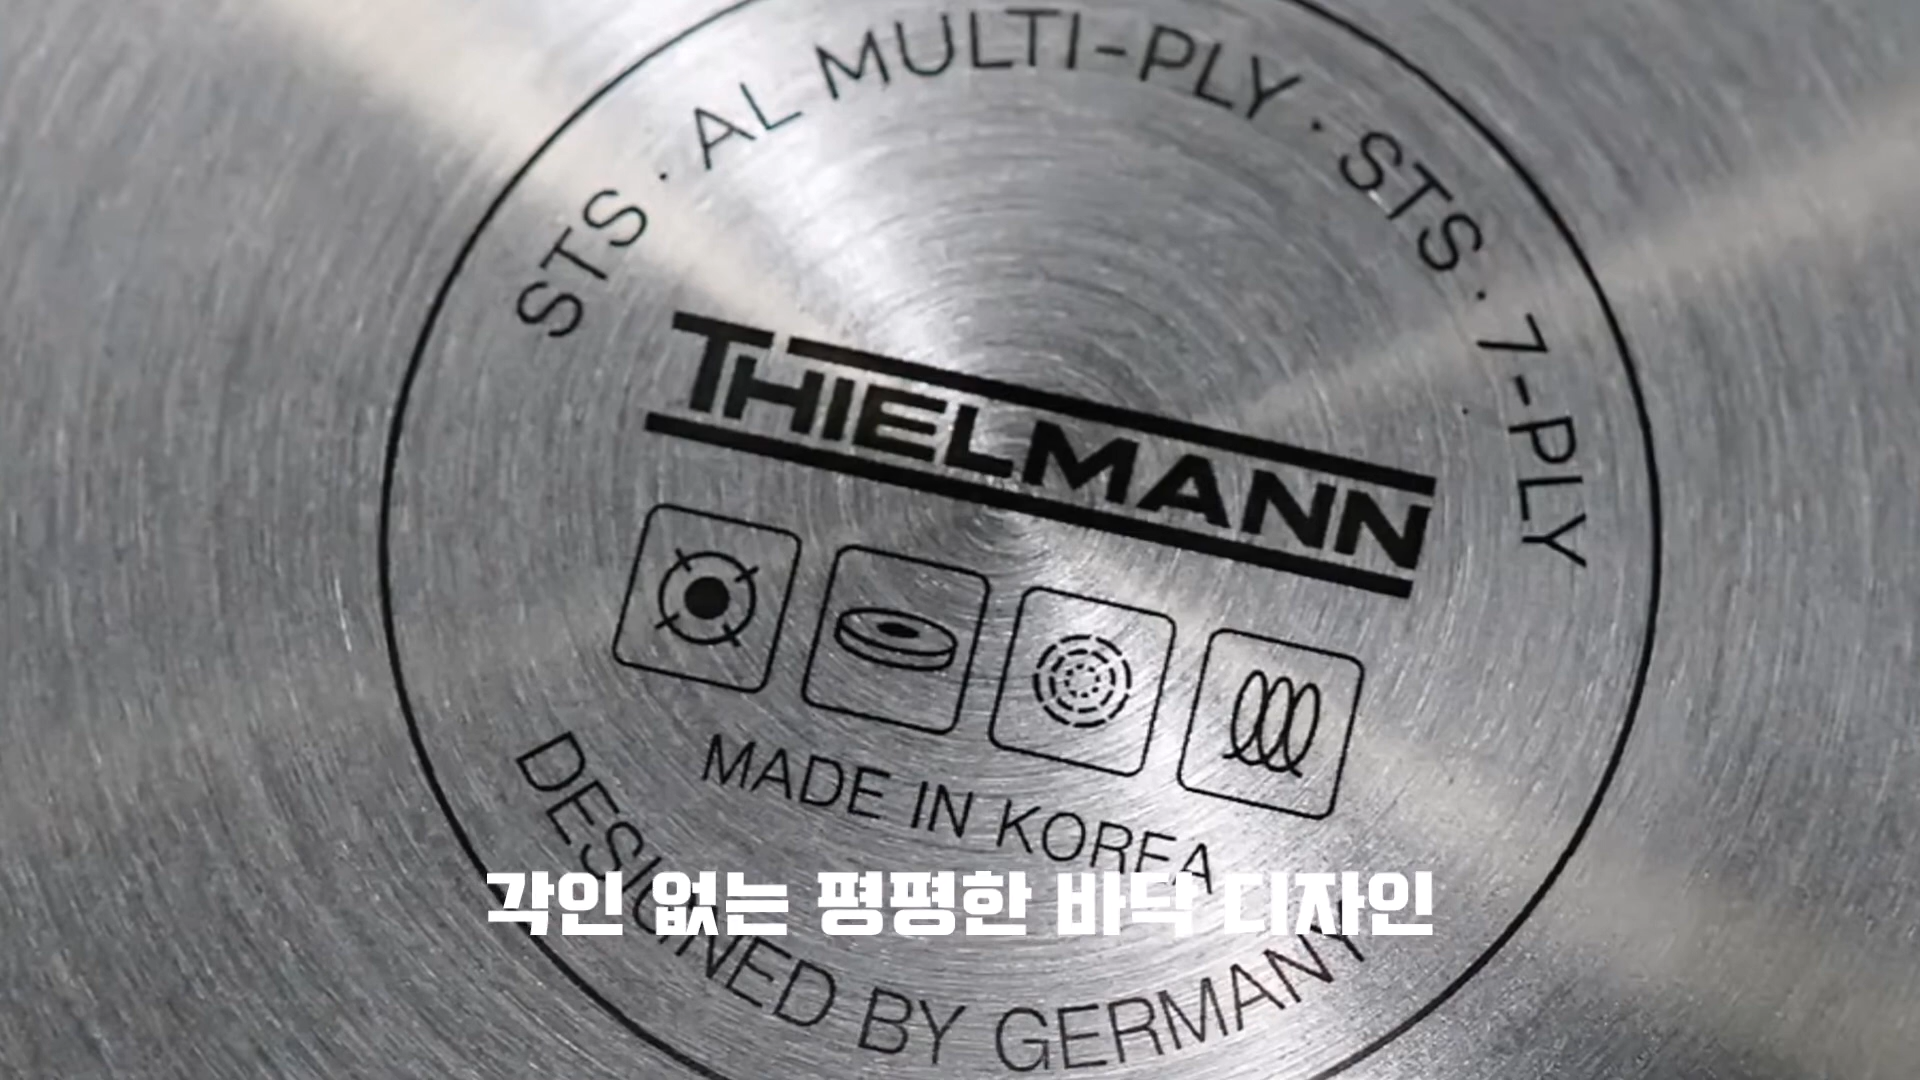 STS · AL MULTI-PLY · STS · 7-PLY
THIELMANN
MADE IN KOREA
각인 없는 평평한 바닥 디자인
DESIGNED BY GERMANY